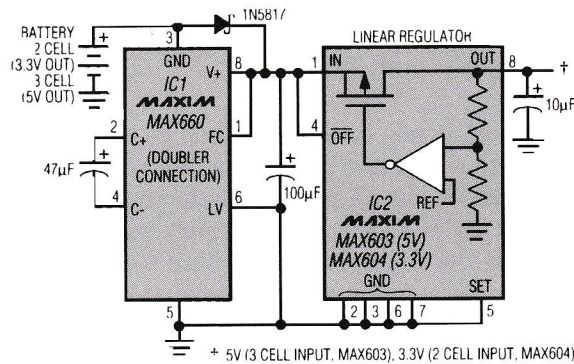 BATTERY
2 CELL
(3.3V OUT)
3 CELL
(5V OUT)
+
1N5817
3
GND
IC1
MAXIM
MAX660
(DOUBLER
CONNECTION)
V+
8
FC
1
LV
6
2
C+
47µF
+
4
C-
5
+
100µF
LINEAR REGULATOR
1
IN
OUT
8
†
4
OFF
+
10µF
REF
IC2
MAXIM
MAX603 (5V)
MAX604 (3.3V)
GND
2
3
6
7
SET
5
+ 5V (3 CELL INPUT, MAX603), 3.3V (2 CELL INPUT, MAX604)